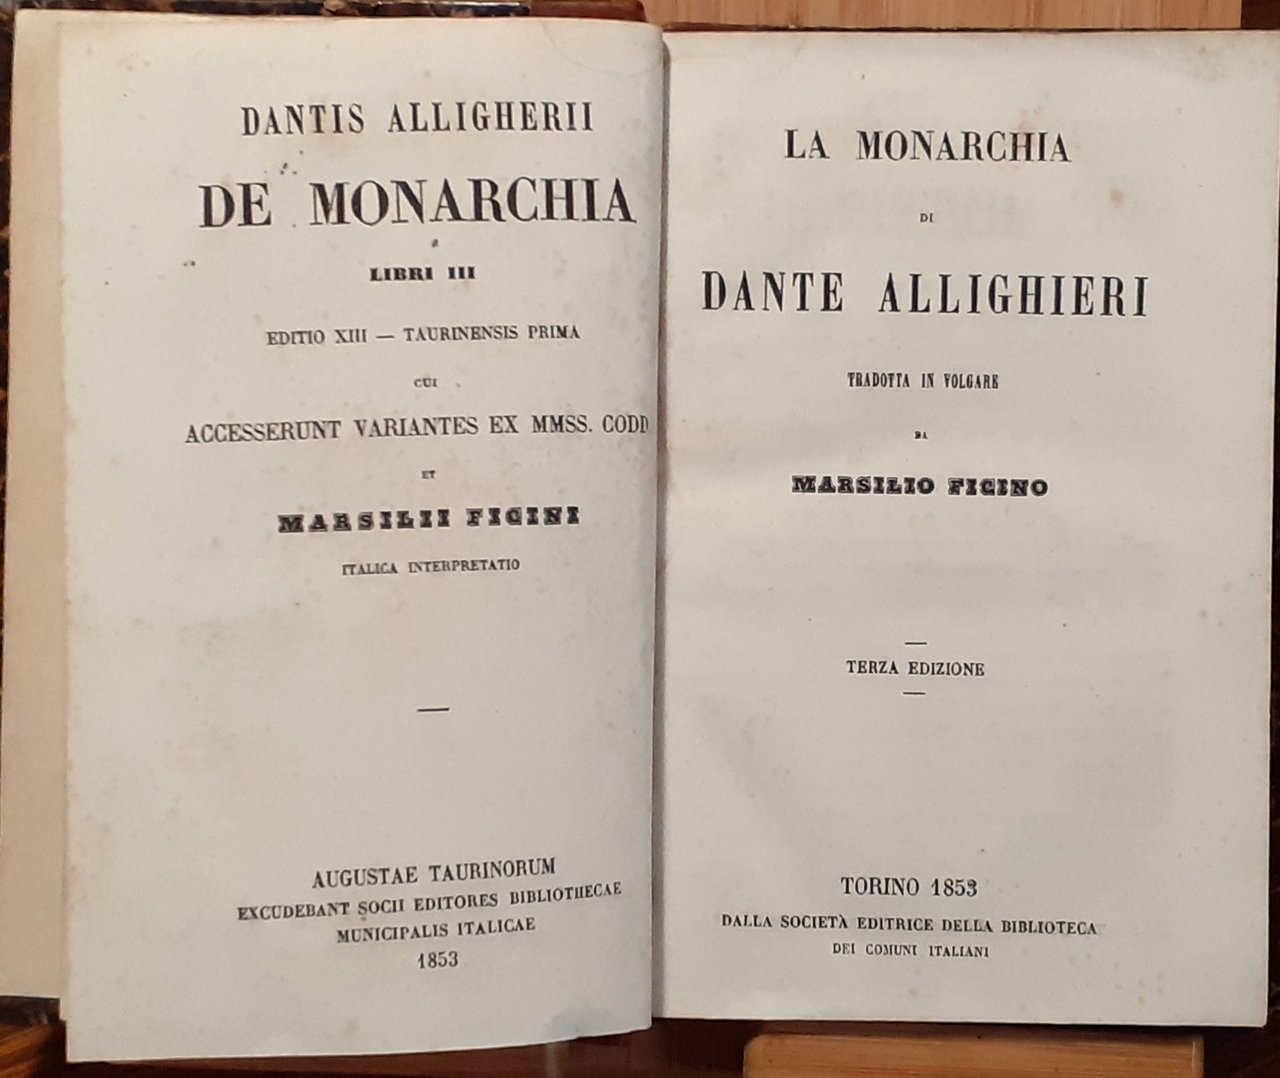 DANTIS ALLIGHERII
DE MONARCHIA
LIBRI III
EDITIO XIII — TAURINENSIS PRIMA
CUI
ACCESSERUNT VARIANTES EX MMSS. CODD
ET
MARSILII FICINI
ITALICA INTERPRETATIO
AUGUSTAE TAURINORUM
EXCUDEBANT SOCII EDITORES BIBLIOTHECAE
MUNICIPALIS ITALICAE
1853
LA MONARCHIA
DI
DANTE ALLIGHIERI
TRADOTTA IN VOLGARE
DA
MARSILIO FICINO
TERZA EDIZIONE
TORINO 1853
DALLA SOCIETÀ EDITRICE DELLA BIBLIOTECA
DEI COMUNI ITALIANI